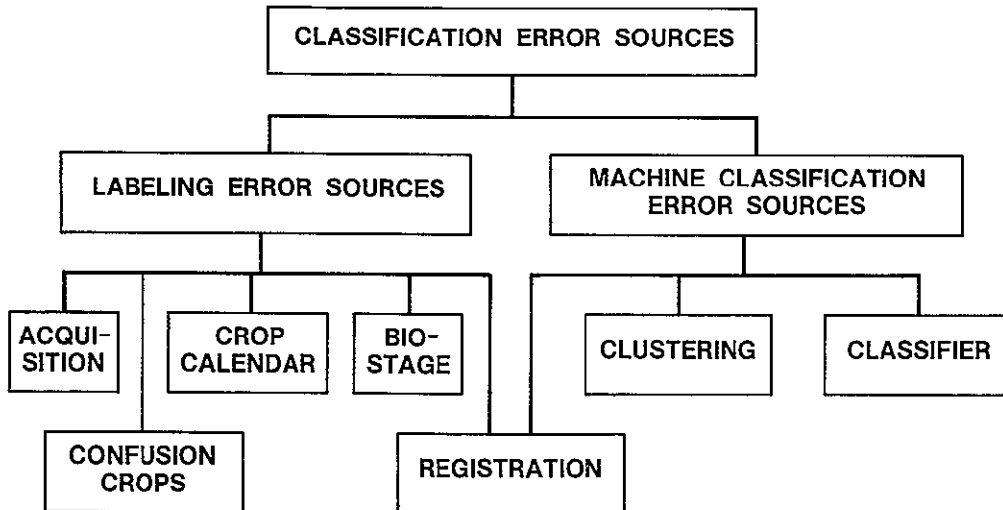 CLASSIFICATION ERROR SOURCES
LABELING ERROR SOURCES
MACHINE CLASSIFICATION
ERROR SOURCES
ACQUI-
SITION
CROP
CALENDAR
BIO-
STAGE
CLUSTERING
CLASSIFIER
CONFUSION
CROPS
REGISTRATION